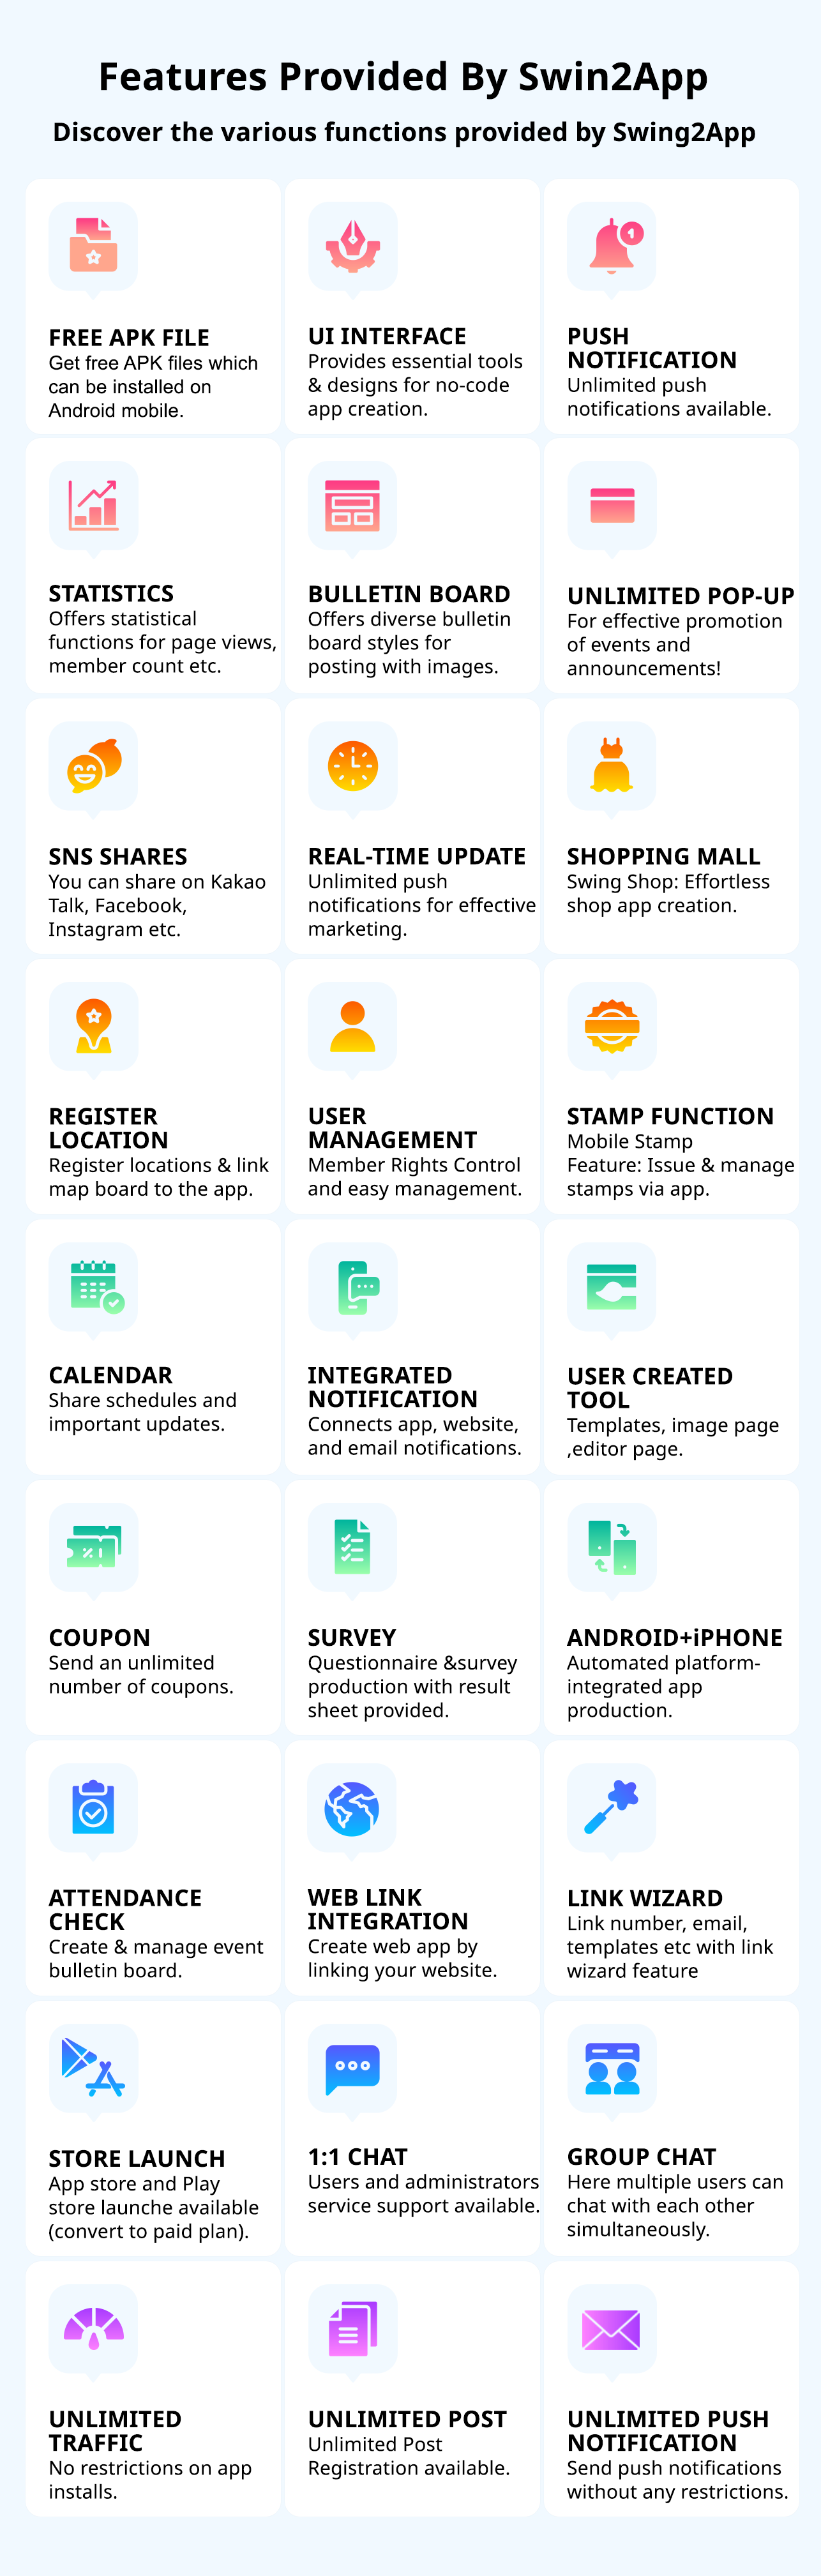 Features Provided By Swin2App
Discover the various functions provided by Swing2App
FREE APK FILE
Get free APK files which
can be installed on
Android mobile.
UI INTERFACE
Provides essential tools
& designs for no-code
app creation.
PUSH
NOTIFICATION
Unlimited push
notifications available.
STATISTICS
Offers statistical
functions for page views,
member count etc.
BULLETIN BOARD
Offers diverse bulletin
board styles for
posting with images.
UNLIMITED POP-UP
For effective promotion
of events and
announcements!
SNS SHARES
You can share on Kakao
Talk, Facebook,
Instagram etc.
REAL-TIME UPDATE
Unlimited push
notifications for effective
marketing.
SHOPPING MALL
Swing Shop: Effortless
shop app creation.
REGISTER
LOCATION
Register locations & link
map board to the app.
USER
MANAGEMENT
Member Rights Control
and easy management.
STAMP FUNCTION
Mobile Stamp
Feature: Issue & manage
stamps via app.
CALENDAR
Share schedules and
important updates.
INTEGRATED
NOTIFICATION
Connects app, website,
and email notifications.
USER CREATED
TOOL
Templates, image page
,editor page.
COUPON
Send an unlimited
number of coupons.
SURVEY
Questionnaire &survey
production with result
sheet provided.
ANDROID+iPHONE
Automated platform-
integrated app
production.
ATTENDANCE
CHECK
Create & manage event
bulletin board.
WEB LINK
INTEGRATION
Create web app by
linking your website.
LINK WIZARD
Link number, email,
templates etc with link
wizard feature
STORE LAUNCH
App store and Play
store launche available
(convert to paid plan).
1:1 CHAT
Users and administrators
service support available.
GROUP CHAT
Here multiple users can
chat with each other
simultaneously.
UNLIMITED
TRAFFIC
No restrictions on app
installs.
UNLIMITED POST
Unlimited Post
Registration available.
UNLIMITED PUSH
NOTIFICATION
Send push notifications
without any restrictions.